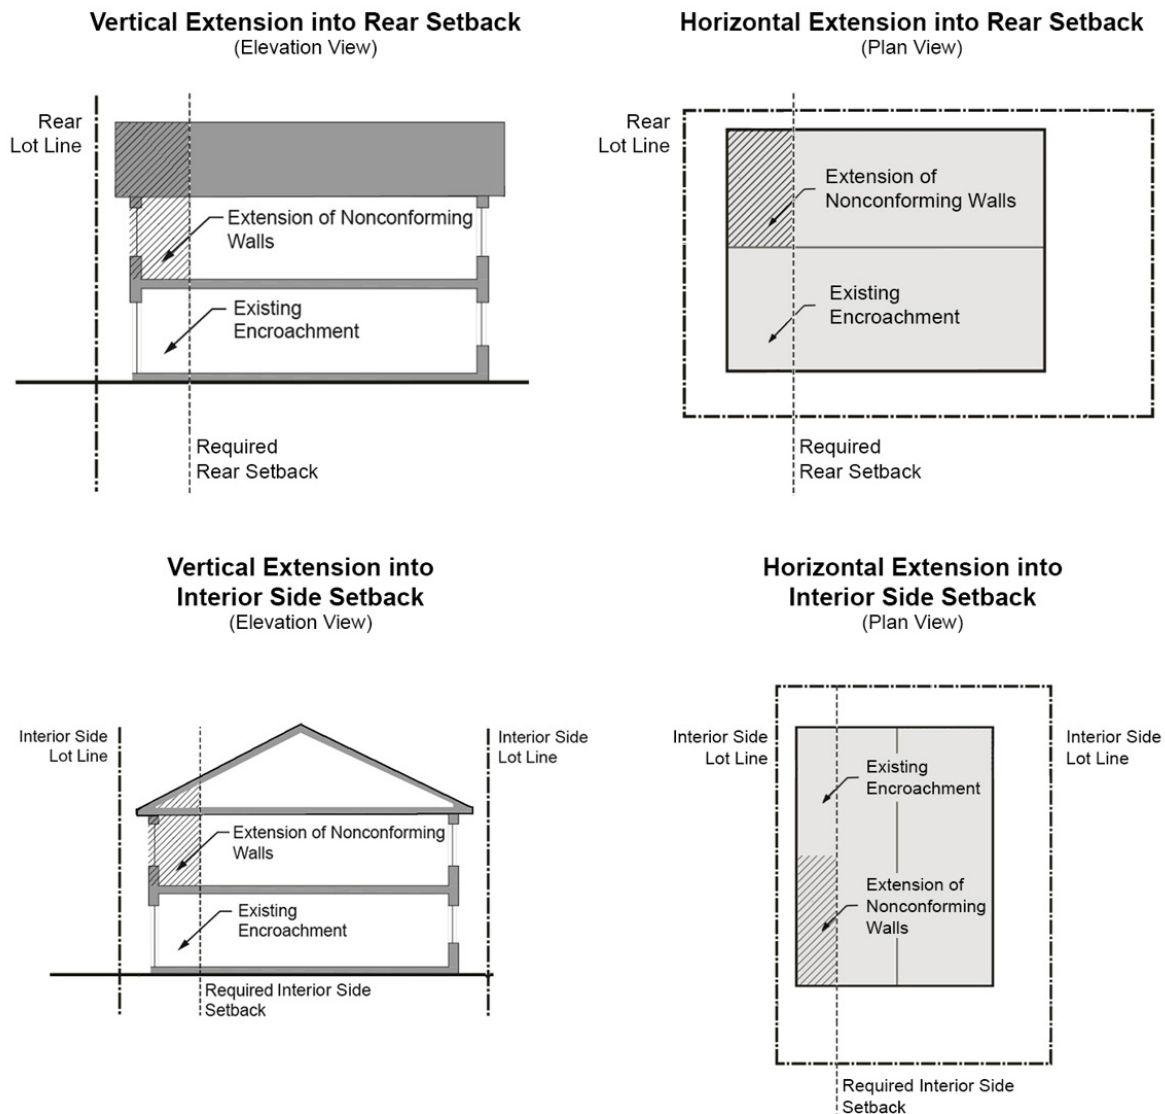 Vertical Extension into Rear Setback
(Elevation View)
Rear
Lot Line
Extension of Nonconforming
Walls
Existing
Encroachment
Required
Rear Setback
Horizontal Extension into Rear Setback
(Plan View)
Rear
Lot Line
Extension of
Nonconforming Walls
Existing
Encroachment
Required
Rear Setback
Vertical Extension into
Interior Side Setback
(Elevation View)
Interior Side
Lot Line
Interior Side
Lot Line
Extension of Nonconforming
Walls
Existing
Encroachment
Required Interior Side
Setback
Horizontal Extension into
Interior Side Setback
(Plan View)
Interior Side
Lot Line
Interior Side
Lot Line
Existing
Encroachment
Extension of
Nonconforming
Walls
Required Interior Side
Setback